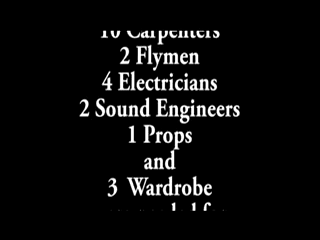 10 Carpenters
2 Flymen
4 Electricians
2 Sound Engineers
1 Props
and
3 Wardrobe